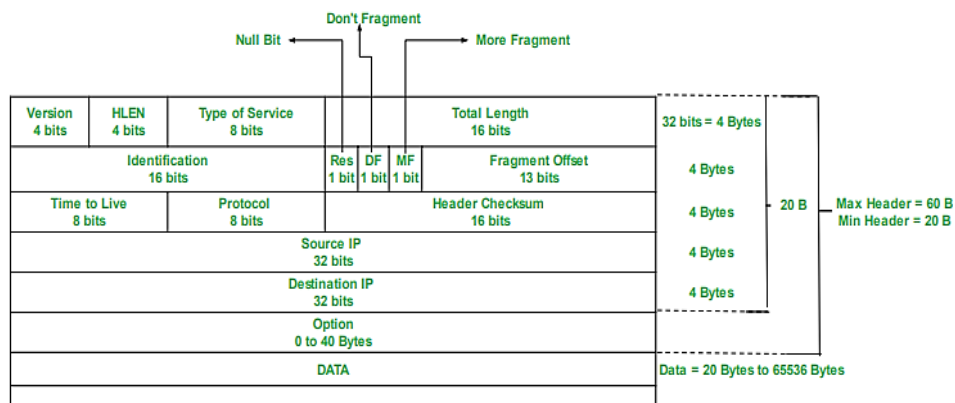 Don't Fragment
Null Bit
More Fragment
Version
4 bits
HLEN
4 bits
Type of Service
8 bits
Total Length
16 bits
32 bits = 4 Bytes
Identification
16 bits
Res
1 bit
DF
1 bit
MF
1 bit
Fragment Offset
13 bits
4 Bytes
Time to Live
8 bits
Protocol
8 bits
Header Checksum
16 bits
4 Bytes
20 B
Max Header = 60 B
Min Header = 20 B
Source IP
32 bits
4 Bytes
Destination IP
32 bits
4 Bytes
Option
0 to 40 Bytes
DATA
Data = 20 Bytes to 65536 Bytes